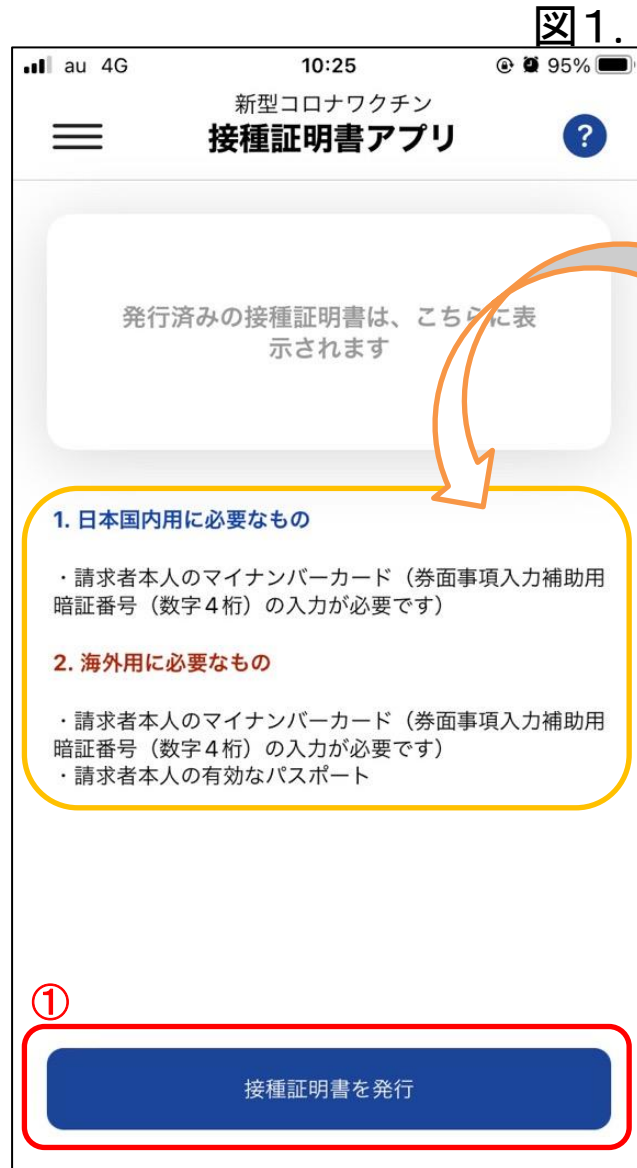 図1.
au 4G 10:25 95%
新型コロナワクチン
接種証明書アプリ
?
発行済みの接種証明書は、こちらに表
示されます
1. 日本国内用に必要なもの
・請求者本人のマイナンバーカード（券面事項入力補助用
暗証番号（数字4桁）の入力が必要です）
2. 海外用に必要なもの
・請求者本人のマイナンバーカード（券面事項入力補助用
暗証番号（数字4桁）の入力が必要です）
・請求者本人の有効なパスポート
①
接種証明書を発行